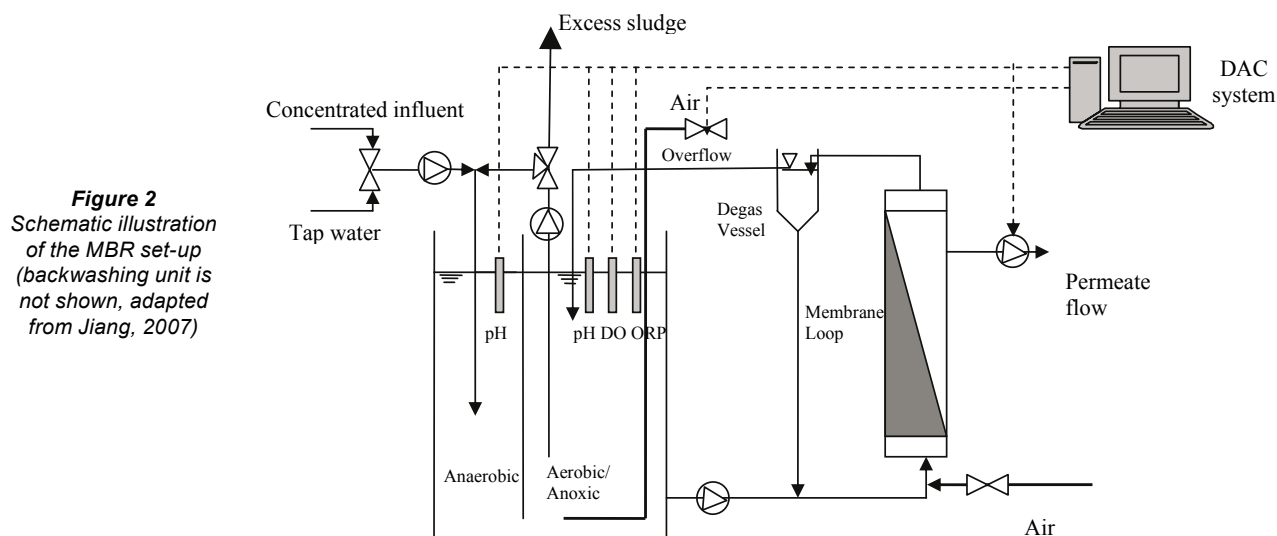 Figure 2
Schematic illustration
of the MBR set-up
(backwashing unit is
not shown, adapted
from Jiang, 2007)
Excess sludge
Concentrated influent
Tap water
Air
Overflow
DAC
system
Degas
Vessel
Permeate
flow
Membrane
Loop
pH
pH DO ORP
Anaerobic
Aerobic/
Anoxic
Air